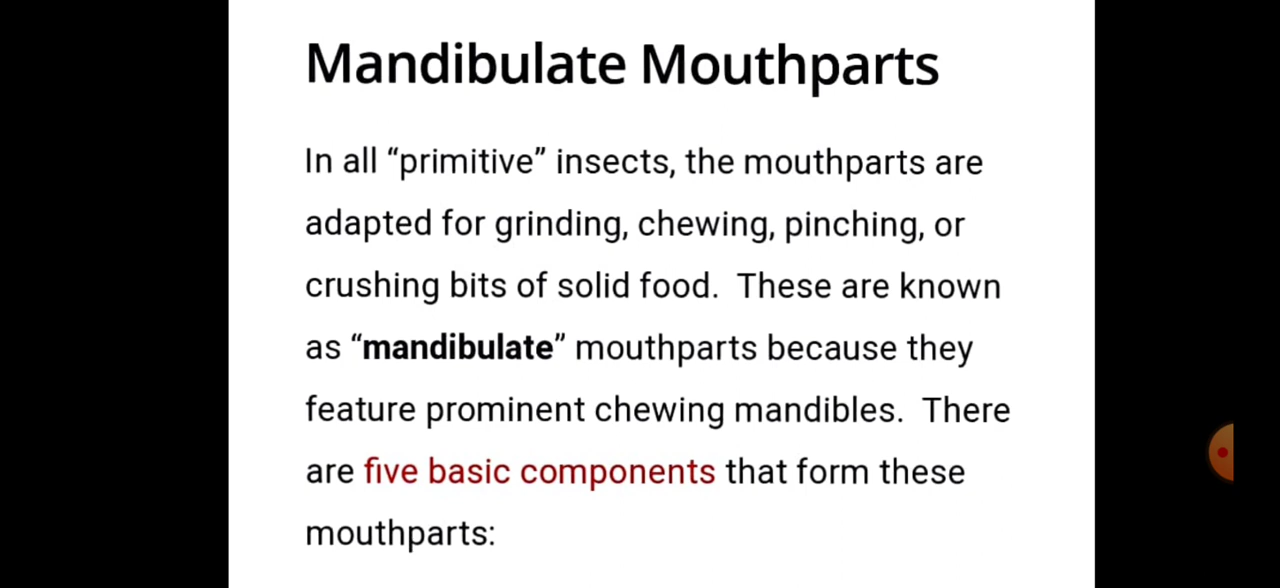 Mandibulate Mouthparts
In all “primitive” insects, the mouthparts are
adapted for grinding, chewing, pinching, or
crushing bits of solid food.  These are known
as “mandibulate” mouthparts because they
feature prominent chewing mandibles.  There
are five basic components that form these
mouthparts: